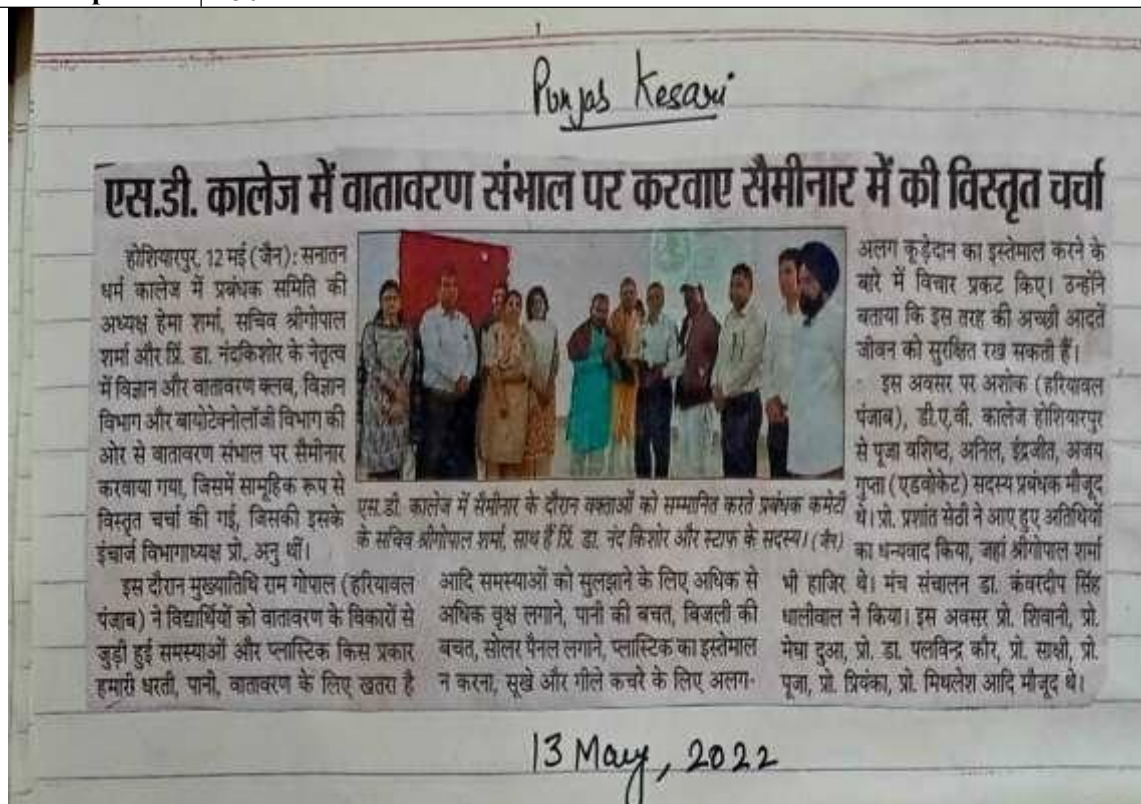 Punjab Kesari
एस.डी. कालेज में वातावरण संभाल पर करवाए सैमीनार में की विस्तृत चर्चा
होशियारपुर, 12 मई (जैन): सनातन
धर्म कालेज में प्रबंधक समिति की
अध्यक्ष हेमा शर्मा, सचिव श्रीगोपाल
शर्मा और प्रिं. डा. नंदकिशोर के नेतृत्व
में विज्ञान और वातावरण क्लब, विज्ञान
विभाग और बायोटेक्नोलॉजी विभाग की
ओर से वातावरण संभाल पर सैमीनार
करवाया गया, जिसमें सामूहिक रूप से
विस्तृत चर्चा की गई, जिसकी इसके
इंचार्ज विभागाध्यक्ष प्रो. अनु थीं।
इस दौरान मुख्यातिथि राम गोपाल (हरियावल
पंजाब) ने विद्यार्थियों को वातावरण के विकारों से
जुड़ी हुई समस्याओं और प्लास्टिक किस प्रकार
हमारी धरती, पानी, वातावरण के लिए खतरा है
एस.डी. कालेज में सैमीनार के दौरान वक्ताओं को सम्मानित करते प्रबंधक कमेटी
के सचिव श्रीगोपाल शर्मा, साथ हैं प्रिं. डा. नंद किशोर और स्टाफ के सदस्य। (जैन)
आदि समस्याओं को सुलझाने के लिए अधिक से
अधिक वृक्ष लगाने, पानी की बचत, बिजली की
बचत, सोलर पैनल लगाने, प्लास्टिक का इस्तेमाल
न करना, सूखे और गीले कचरे के लिए अलग-
अलग कूड़ेदान का इस्तेमाल करने के
बारे में विचार प्रकट किए। उन्होंने
बताया कि इस तरह की अच्छी आदतें
जीवन को सुरक्षित रख सकती हैं।
इस अवसर पर अशोक (हरियावल
पंजाब), डी.ए.वी. कालेज होशियारपुर
से पूजा वशिष्ठ, अनिल, इंद्रजीत, अजय
गुप्ता (एडवोकेट) सदस्य प्रबंधक मौजूद
थे। प्रो. प्रशांत सेठी ने आए हुए अतिथियों
का धन्यवाद किया, जहां श्रीगोपाल शर्मा
भी हाजिर थे। मंच संचालन डा. कंवरदीप सिंह
धालीवाल ने किया। इस अवसर प्रो. शिवानी, प्रो.
मेघा दुआ, प्रो. डा. पलविन्द्र कौर, प्रो. साक्षी, प्रो.
पूजा, प्रो. प्रियंका, प्रो. मिथलेश आदि मौजूद थे।
13 May, 2022